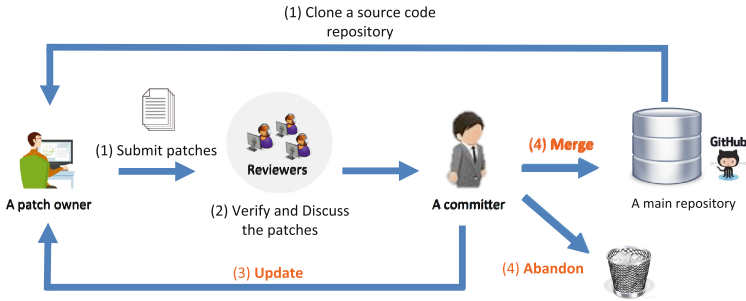 (1) Clone a source code
repository
(1) Submit patches
Reviewers
(4) Merge
GitHub
A patch owner
(2) Verify and Discuss
the patches
A committer
A main repository
(3) Update
(4) Abandon